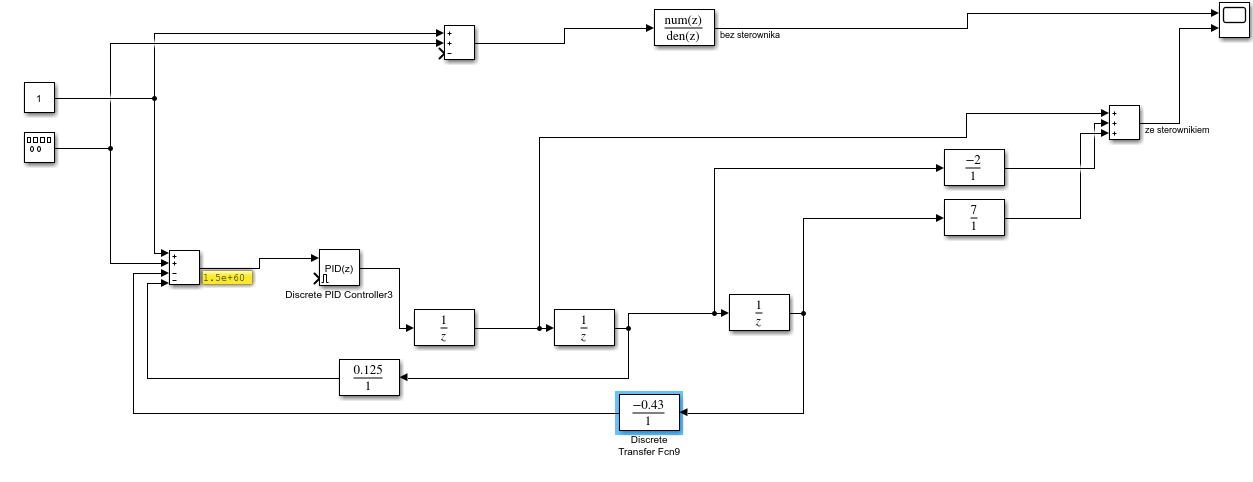 +
+
−
num(z)
den(z)
bez sterownika
1
+
+
+
ze sterownikiem
−2
1
7
1
+
+
−
−
1.5e+60
PID(z)
Discrete PID Controller3
1
z
1
z
1
z
0.125
1
−0.43
1
Discrete
Transfer Fcn9